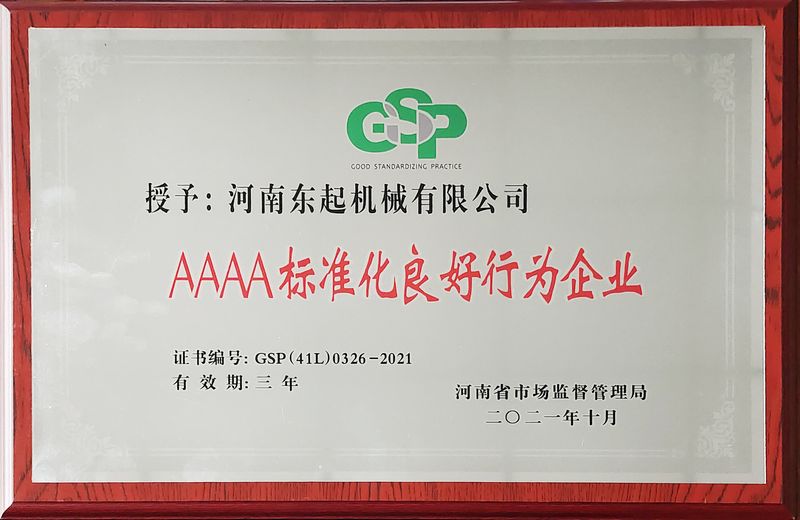 GSP
GOOD STANDARDIZING PRACTICE
授予：河南东起机械有限公司
AAAA标准化良好行为企业
证书编号：GSP(41L)0326-2021
有效期：三年
河南省市场监督管理局
二〇二一年十月